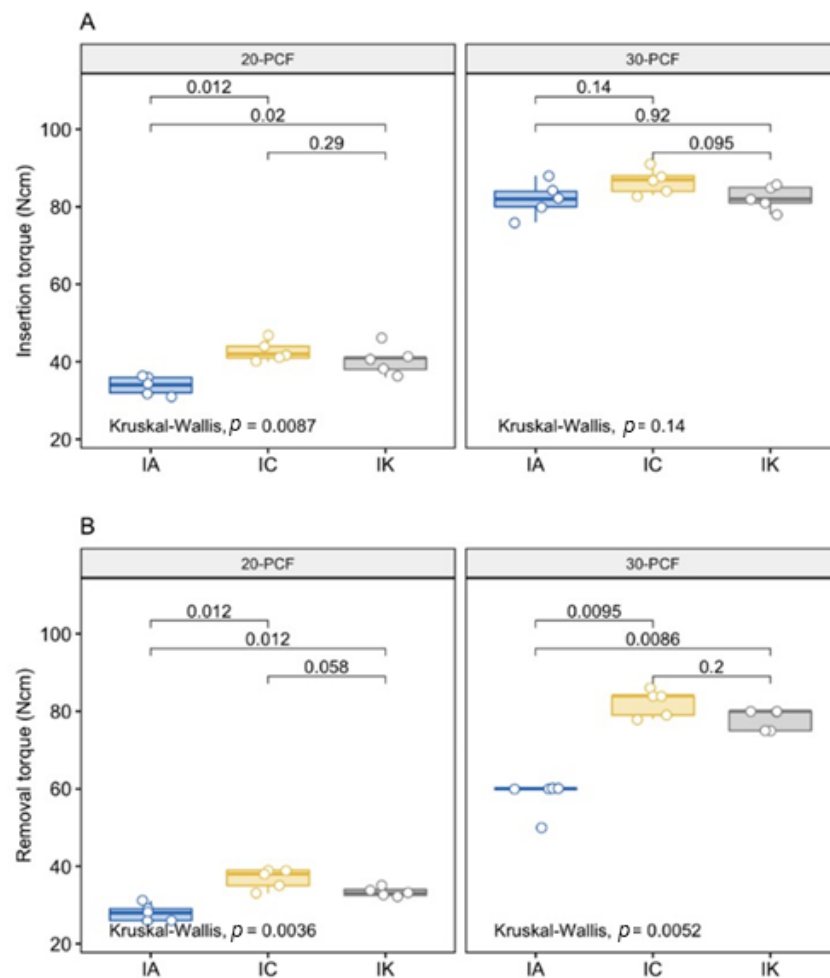 A
20-PCF
30-PCF
0.012
0.02
0.29
0.14
0.92
0.095
Insertion torque (Ncm)
100
80
60
40
20
Kruskal-Wallis, p = 0.0087
Kruskal-Wallis, p = 0.14
IA
IC
IK
IA
IC
IK
B
20-PCF
30-PCF
0.012
0.012
0.058
0.0095
0.0086
0.2
Removal torque (Ncm)
100
80
60
40
20
Kruskal-Wallis, p = 0.0036
Kruskal-Wallis, p = 0.0052
IA
IC
IK
IA
IC
IK